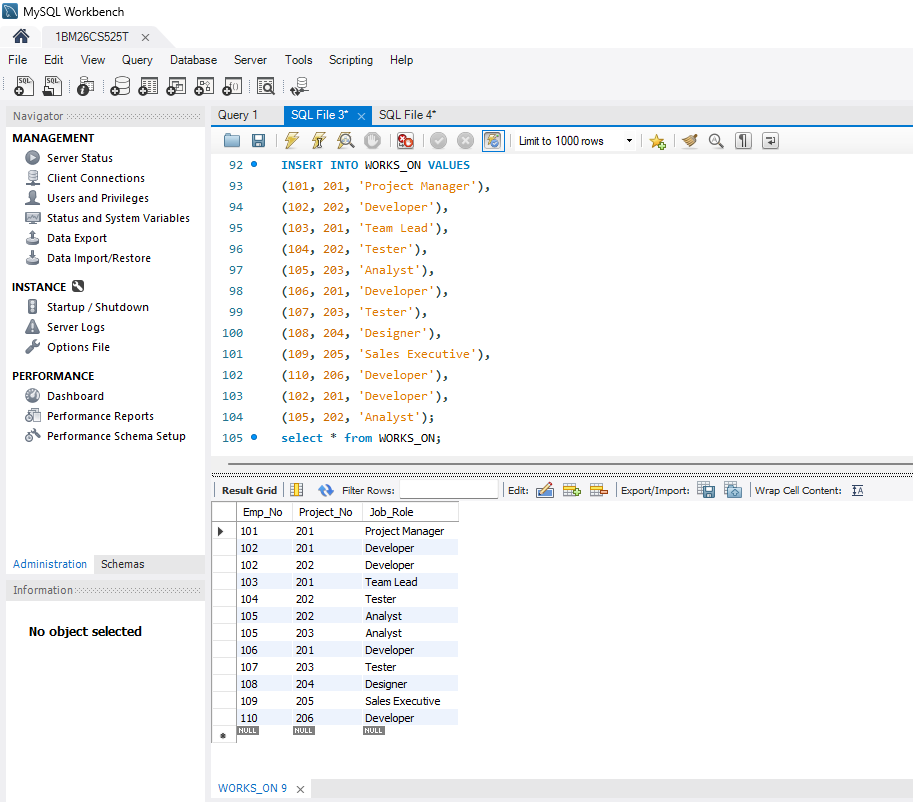 MySQL Workbench
1BM26CS525T
File Edit View Query Database Server Tools Scripting Help
Navigator
MANAGEMENT
Server Status
Client Connections
Users and Privileges
Status and System Variables
Data Export
Data Import/Restore
INSTANCE
Startup / Shutdown
Server Logs
Options File
PERFORMANCE
Dashboard
Performance Reports
Performance Schema Setup
Administration Schemas
Information
No object selected
Query 1 SQL File 3* SQL File 4*
Limit to 1000 rows
92 INSERT INTO WORKS_ON VALUES
93 (101, 201, 'Project Manager'),
94 (102, 202, 'Developer'),
95 (103, 201, 'Team Lead'),
96 (104, 202, 'Tester'),
97 (105, 203, 'Analyst'),
98 (106, 201, 'Developer'),
99 (107, 203, 'Tester'),
100 (108, 204, 'Designer'),
101 (109, 205, 'Sales Executive'),
102 (110, 206, 'Developer'),
103 (102, 201, 'Developer'),
104 (105, 202, 'Analyst');
105 select * from WORKS_ON;
Result Grid Filter Rows: Edit: Export/Import: Wrap Cell Content: IA
Emp_No Project_No Job_Role
101 201 Project Manager
102 201 Developer
102 202 Developer
103 201 Team Lead
104 202 Tester
105 202 Analyst
105 203 Analyst
106 201 Developer
107 203 Tester
108 204 Designer
109 205 Sales Executive
110 206 Developer
NULL NULL NULL
WORKS_ON 9